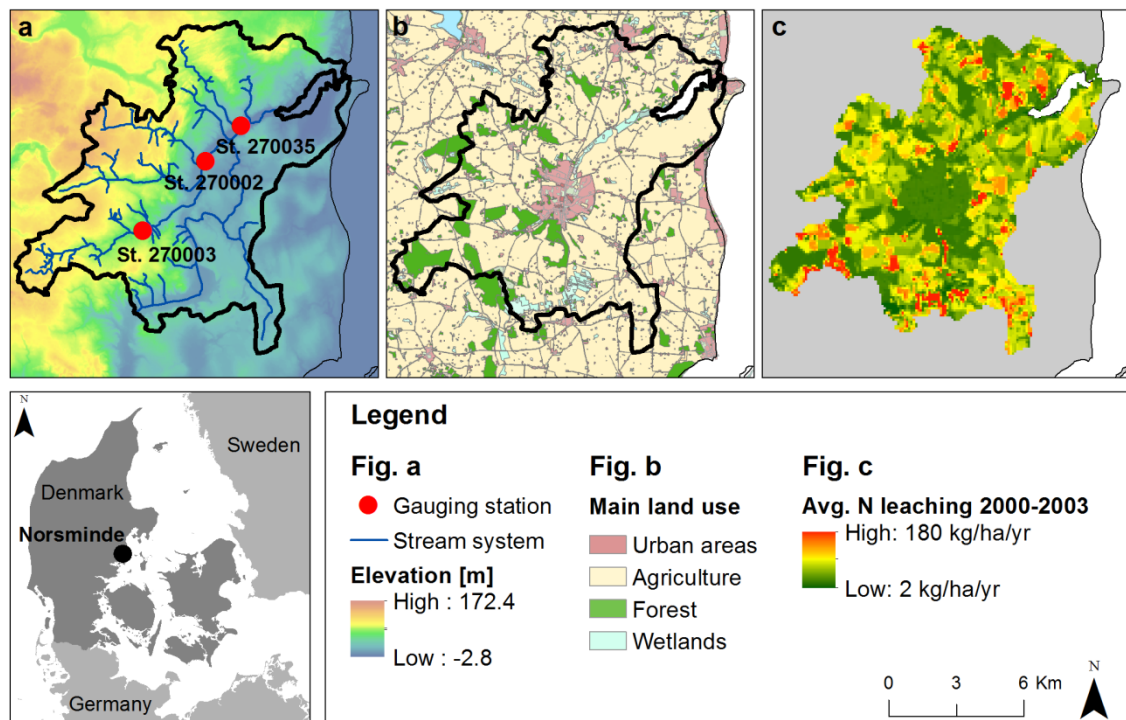 a
St. 270035
St. 270002
St. 270003
b
c
N
Sweden
Denmark
Norsminde
Germany
Legend
Fig. a
Gauging station
Stream system
Elevation [m]
High : 172.4
Low : -2.8
Fig. b
Main land use
Urban areas
Agriculture
Forest
Wetlands
Fig. c
Avg. N leaching 2000-2003
High: 180 kg/ha/yr
Low: 2 kg/ha/yr
0 3 6 Km
N